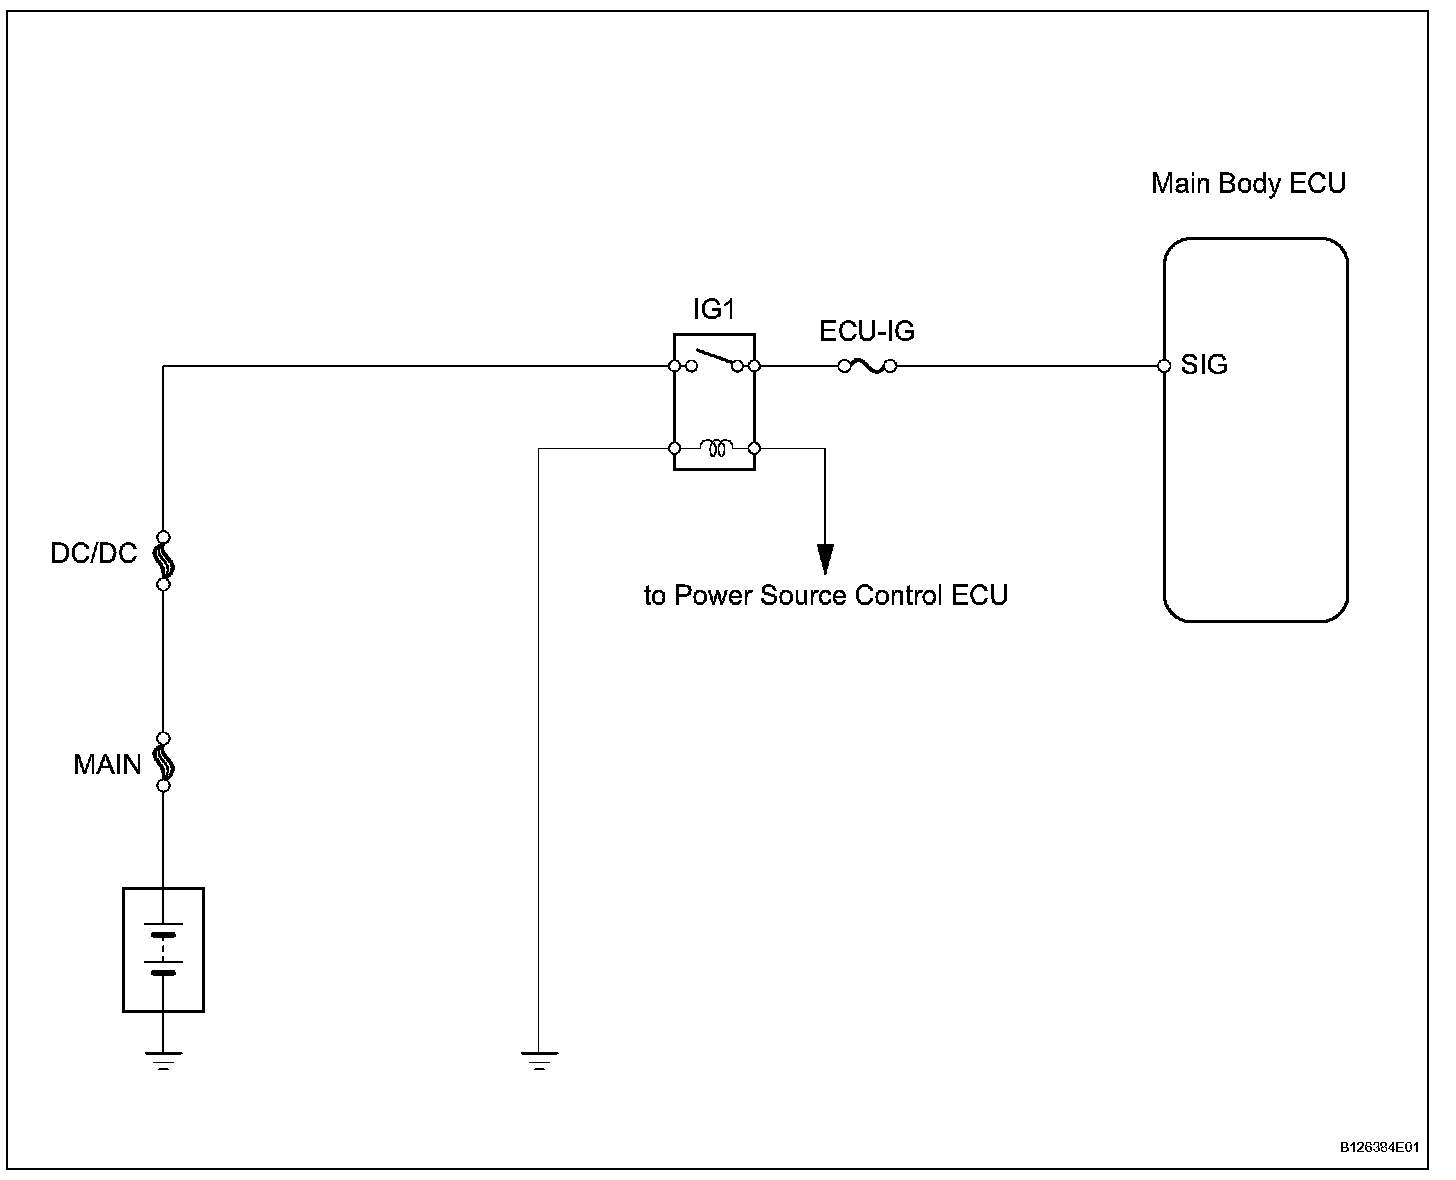 Main Body ECU
IG1
ECU-IG
SIG
DC/DC
to Power Source Control ECU
MAIN
B126384E01